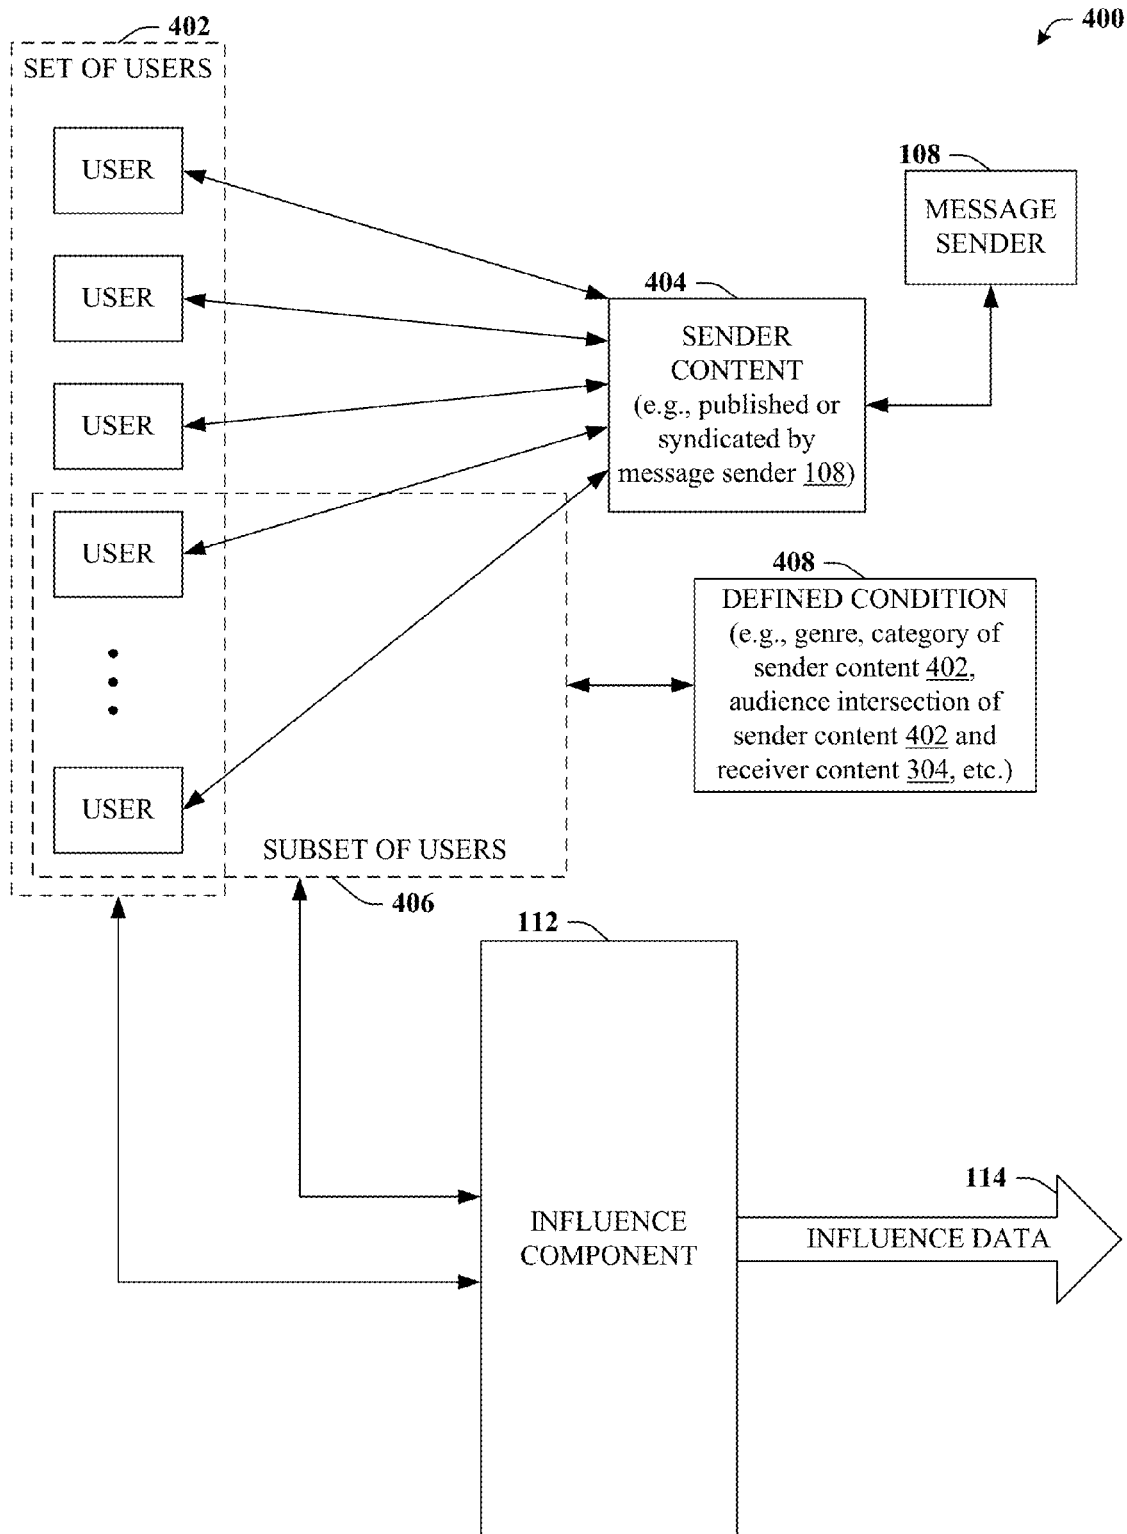 400
402
SET OF USERS
USER
USER
USER
USER
USER
SUBSET OF USERS
406
108
MESSAGE
SENDER
404
SENDER
CONTENT
(e.g., published or
syndicated by
message sender 108)
408
DEFINED CONDITION
(e.g., genre, category of
sender content 402,
audience intersection of
sender content 402 and
receiver content 304, etc.)
112
INFLUENCE
COMPONENT
114
INFLUENCE DATA